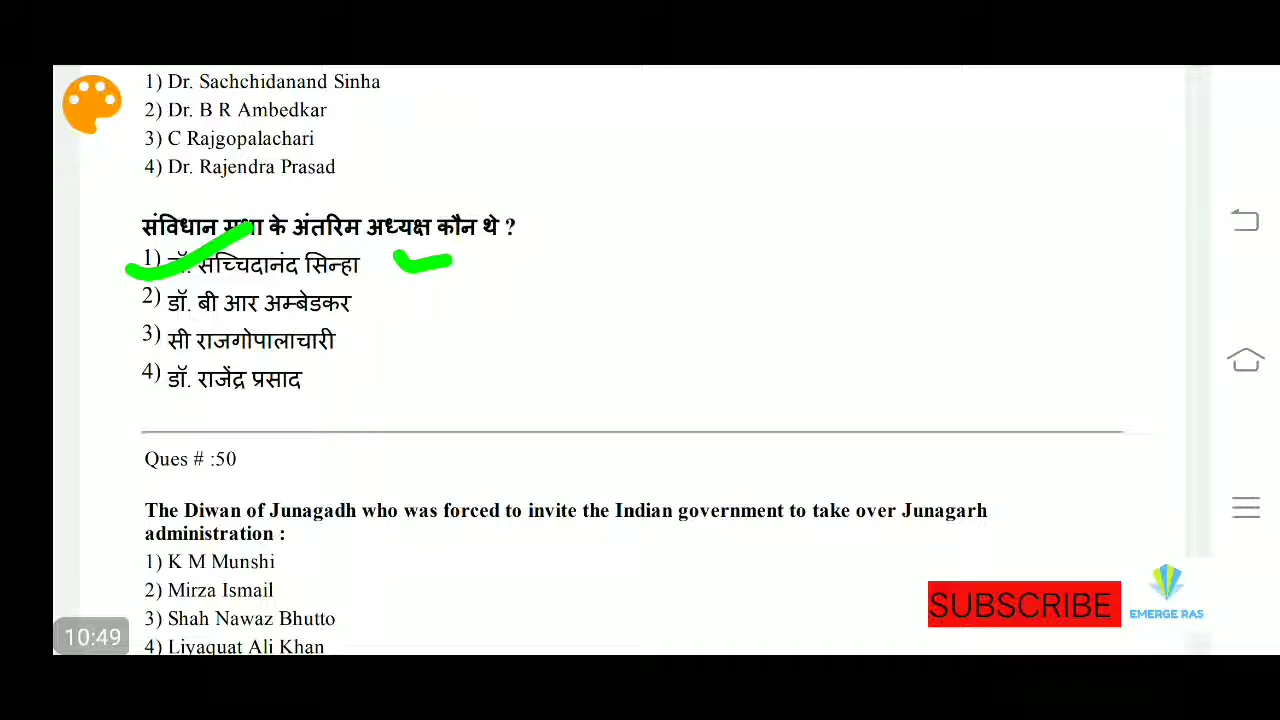 1) Dr. Sachchidanand Sinha
2) Dr. B R Ambedkar
3) C Rajgopalachari
4) Dr. Rajendra Prasad
संविधान सभा के अंतरिम अध्यक्ष कौन थे ?
1) डॉ. सच्चिदानंद सिन्हा
2) डॉ. बी आर अम्बेडकर
3) सी राजगोपालाचारी
4) डॉ. राजेंद्र प्रसाद
Ques # :50
The Diwan of Junagadh who was forced to invite the Indian government to take over Junagarh
administration :
1) K M Munshi
2) Mirza Ismail
3) Shah Nawaz Bhutto
4) Liyaquat Ali Khan
SUBSCRIBE
EMERGE RAS
10:49